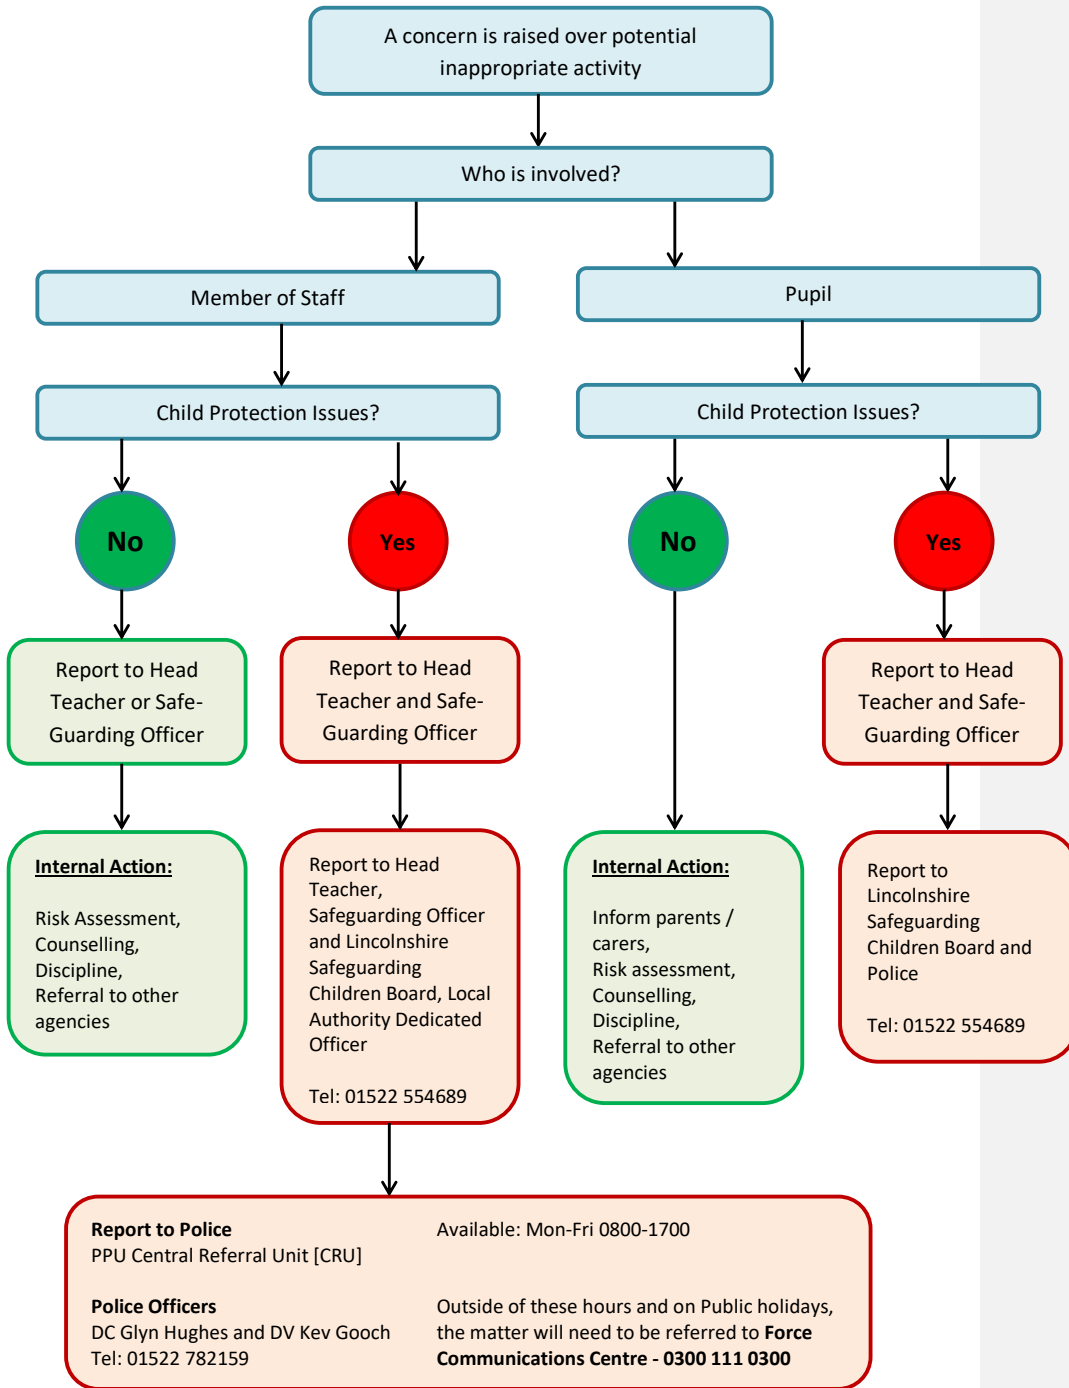 A concern is raised over potential
inappropriate activity
Who is involved?
Member of Staff
Pupil
Child Protection Issues?
Child Protection Issues?
No
Yes
No
Yes
Report to Head
Teacher or Safe-
Guarding Officer
Report to Head
Teacher and Safe-
Guarding Officer
Report to Head
Teacher and Safe-
Guarding Officer
Internal Action:
Risk Assessment,
Counselling,
Discipline,
Referral to other
agencies
Report to Head
Teacher,
Safeguarding Officer
and Lincolnshire
Safeguarding
Children Board, Local
Authority Dedicated
Officer
Tel: 01522 554689
Internal Action:
Inform parents /
carers,
Risk assessment,
Counselling,
Discipline,
Referral to other
agencies
Report to
Lincolnshire
Safeguarding
Children Board and
Police
Tel: 01522 554689
Report to Police
PPU Central Referral Unit [CRU]
Available: Mon-Fri 0800-1700
Police Officers
DC Glyn Hughes and DV Kev Gooch
Tel: 01522 782159
Outside of these hours and on Public holidays,
the matter will need to be referred to Force
Communications Centre - 0300 111 0300